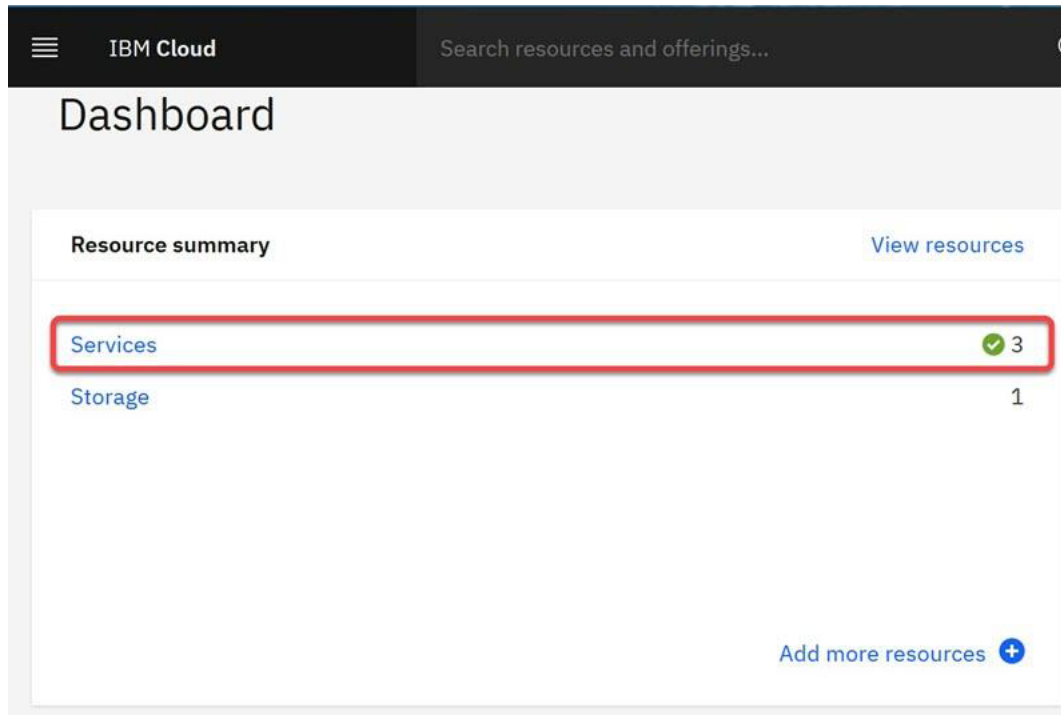 IBM Cloud Search resources and offerings...
Dashboard
Resource summary View resources
Services 3
Storage 1
Add more resources